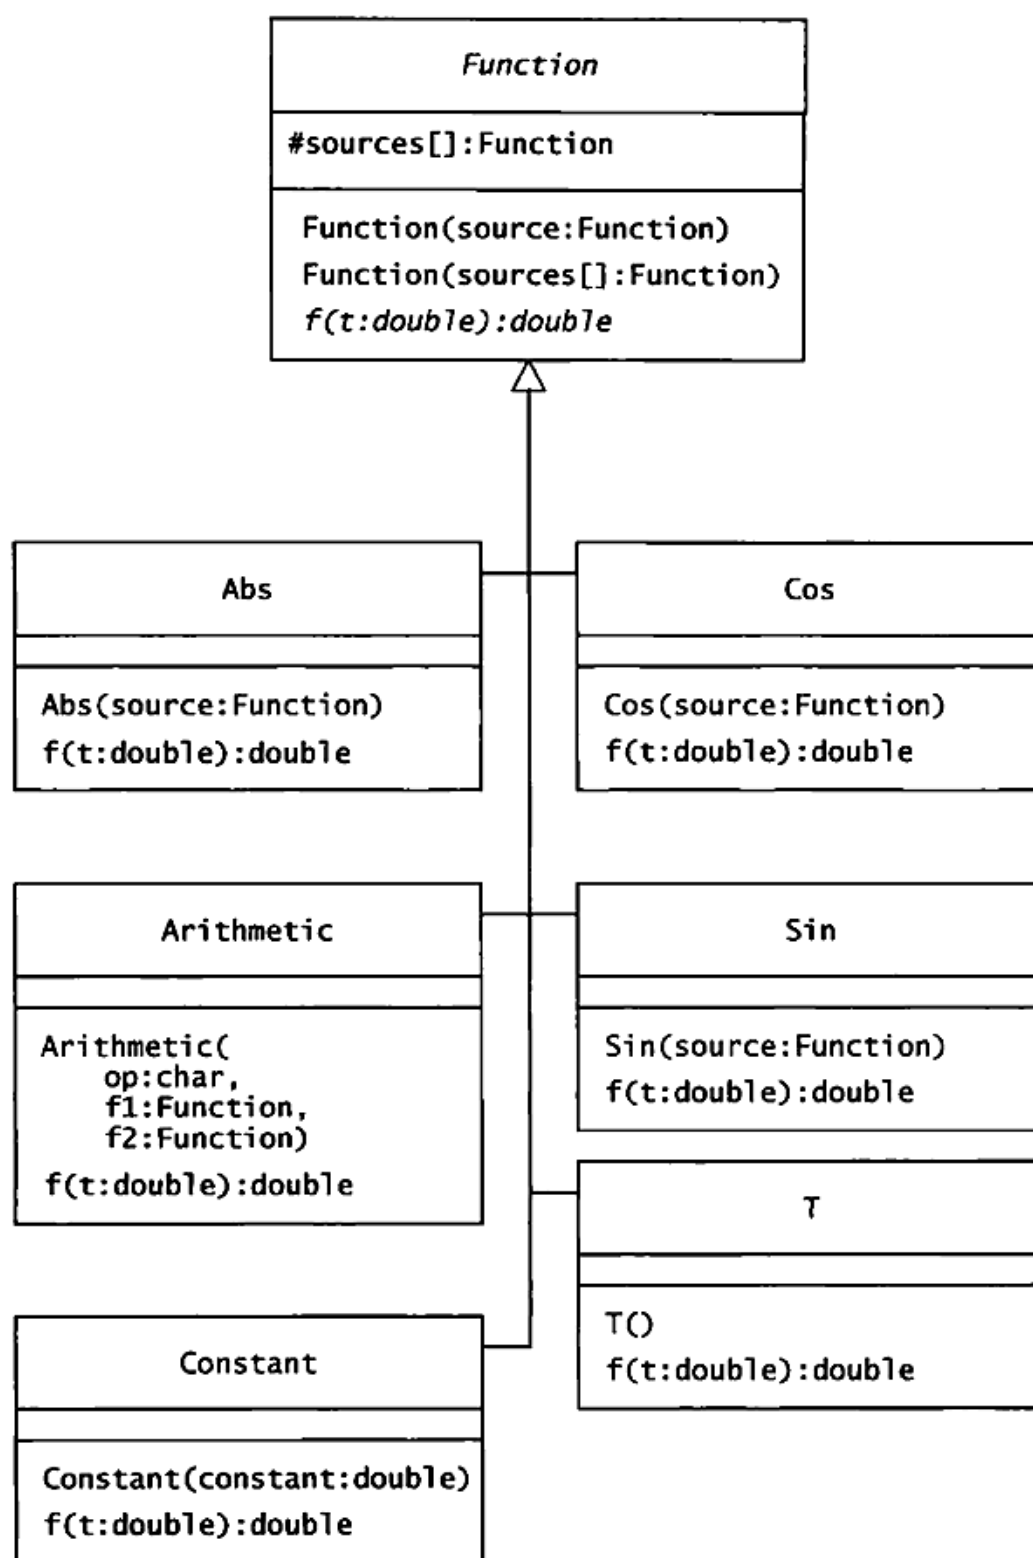 Function
#sources[]:Function
Function(source:Function)
Function(sources[]:Function)
f(t:double):double
Abs
Abs(source:Function)
f(t:double):double
Cos
Cos(source:Function)
f(t:double):double
Arithmetic
Arithmetic(
op:char,
f1:Function,
f2:Function)
f(t:double):double
Sin
Sin(source:Function)
f(t:double):double
T
T()
f(t:double):double
Constant
Constant(constant:double)
f(t:double):double